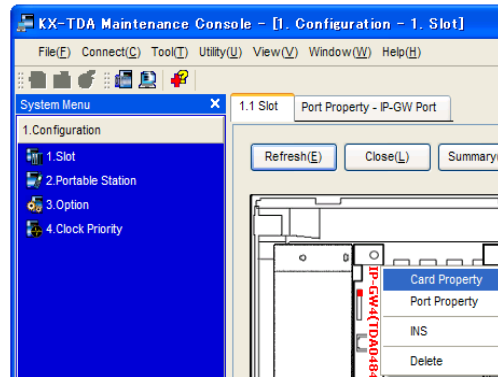 KX-TDA Maintenance Console - [1. Configuration - 1. Slot]
File(F) Connect(C) Tool(T) Utility(U) View(V) Window(W) Help(H)
System Menu X
1.1 Slot Port Property - IP-GW Port
1.Configuration
1.Slot
2.Portable Station
3.Option
4.Clock Priority
Refresh(E) Close(L) Summary(
IP-GW4(TDA0484
Card Property
Port Property
INS
Delete